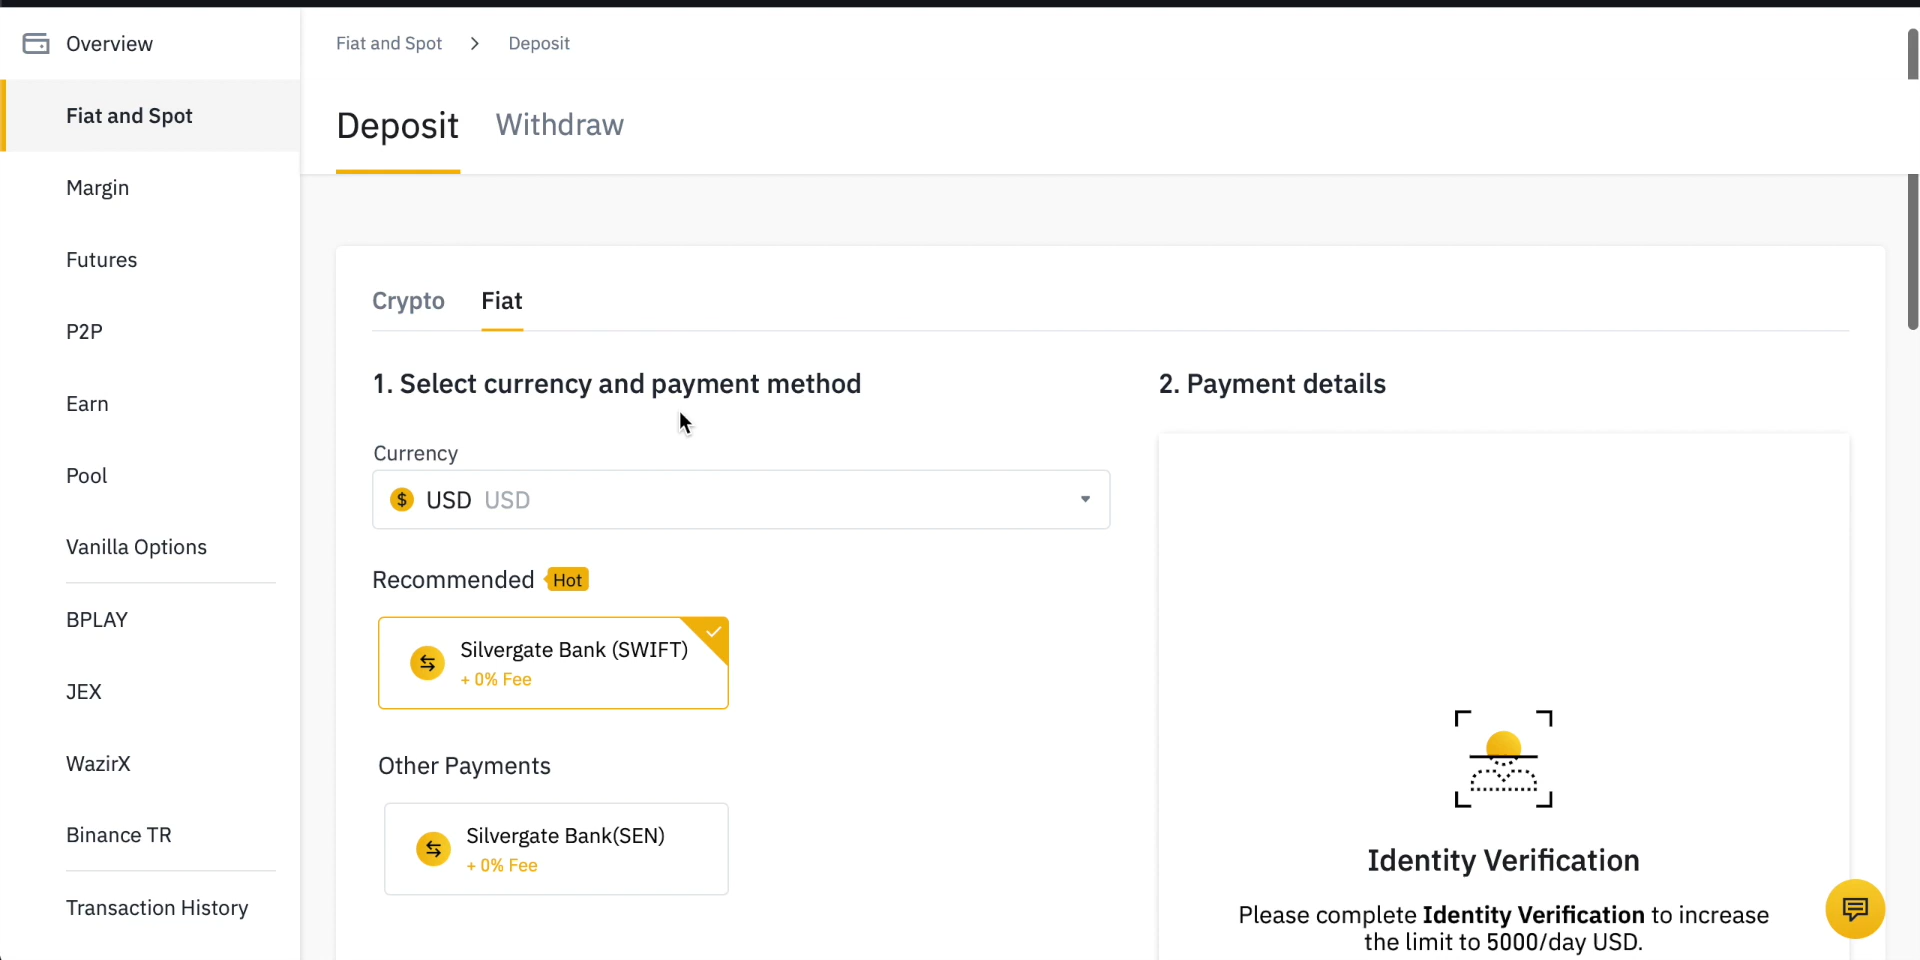 Overview
Fiat and Spot
Margin
Futures
P2P
Earn
Pool
Vanilla Options
BPLAY
JEX
WazirX
Binance TR
Transaction History
Fiat and Spot > Deposit
Deposit Withdraw
Crypto Fiat
1. Select currency and payment method
Currency
$ USD USD
Recommended Hot
Silvergate Bank (SWIFT)
+ 0% Fee
Other Payments
Silvergate Bank(SEN)
+ 0% Fee
2. Payment details
Identity Verification
Please complete Identity Verification to increase
the limit to 5000/day USD.